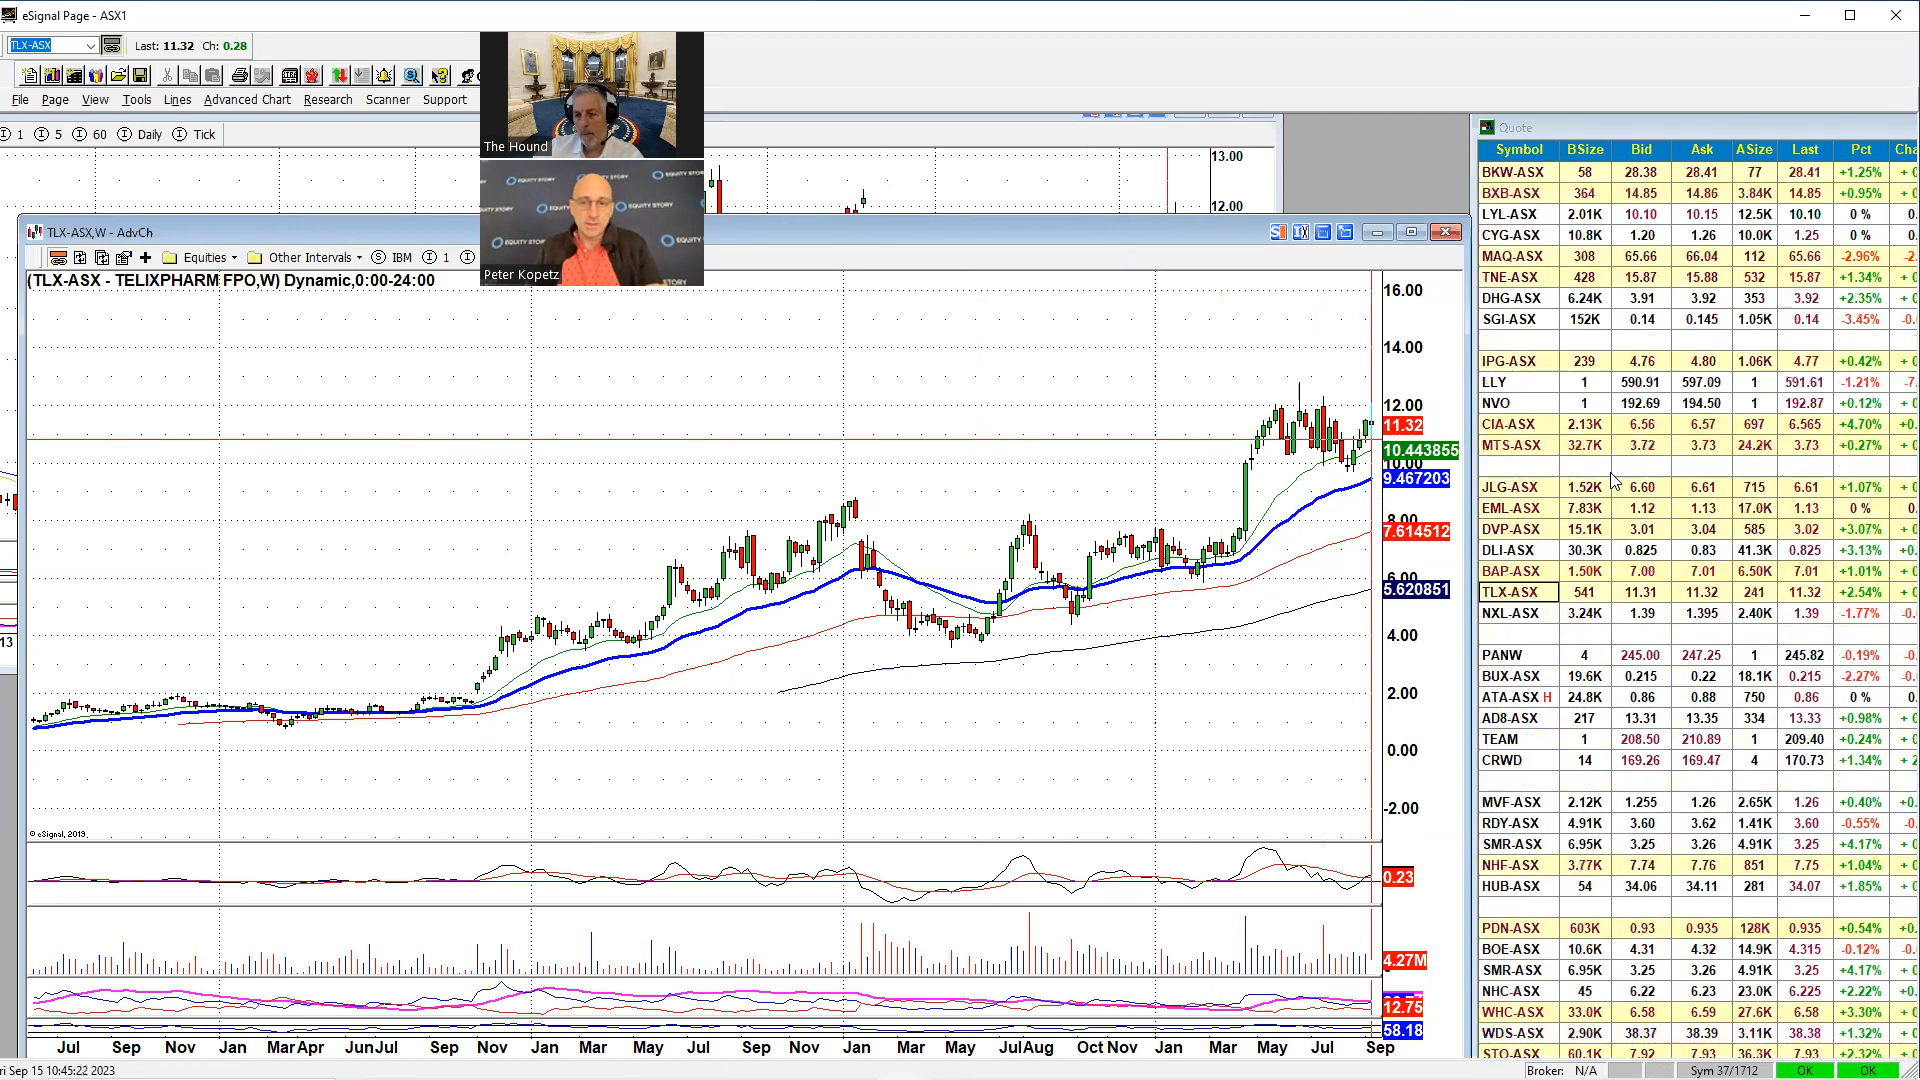 eSignal Page - ASX1
TLX-ASX Last: 11.32 Ch: 0.28
File Page View Tools Lines Advanced Chart Research Scanner Support
1 5 60 Daily Tick
The Hound
EQUITY STORY
Peter Kopetz
13.00
12.00
TLX-ASX,W - AdvCh
Equities Other Intervals IBM 1
(TLX-ASX - TELIXPHARM FPO,W) Dynamic,0:00-24:00
16.00
14.00
12.00
11.32
10.443855
10.00
9.467203
8.00
7.614512
6.00
5.620851
4.00
2.00
0.00
-2.00
© eSignal, 2019
0.23
4.27M
12.75
58.18
13
Jul Sep Nov Jan Mar Apr Jun Jul Sep Nov Jan Mar May Jul Sep Nov Jan Mar May Jul Aug Oct Nov Jan Mar May Jul Sep
Quote
Symbol BSize Bid Ask ASize Last Pct Cha
BKW-ASX 58 28.38 28.41 77 28.41 +1.25%
BXB-ASX 364 14.85 14.86 3.84K 14.85 +0.95%
LYL-ASX 2.01K 10.10 10.15 12.5K 10.10 0 %
CYG-ASX 10.8K 1.20 1.26 10.0K 1.25 0 %
MAQ-ASX 308 65.66 66.04 112 65.66 -2.96%
TNE-ASX 428 15.87 15.88 532 15.87 +1.34%
DHG-ASX 6.24K 3.91 3.92 353 3.92 +2.35%
SGI-ASX 152K 0.14 0.145 1.05K 0.14 -3.45%
IPG-ASX 239 4.76 4.80 1.06K 4.77 +0.42%
LLY 1 590.91 597.09 1 591.61 -1.21%
NVO 1 192.69 194.50 1 192.87 +0.12%
CIA-ASX 2.13K 6.56 6.57 697 6.565 +4.70%
MTS-ASX 32.7K 3.72 3.73 24.2K 3.73 +0.27%
JLG-ASX 1.52K 6.60 6.61 715 6.61 +1.07%
EML-ASX 7.83K 1.12 1.13 17.0K 1.13 0 %
DVP-ASX 15.1K 3.01 3.04 585 3.02 +3.07%
DLI-ASX 30.3K 0.825 0.83 41.3K 0.825 +3.13%
BAP-ASX 1.50K 7.00 7.01 6.50K 7.01 +1.01%
TLX-ASX 541 11.31 11.32 241 11.32 +2.54%
NXL-ASX 3.24K 1.39 1.395 2.40K 1.39 -1.77%
PANW 4 245.00 247.25 1 245.82 -0.19%
BUX-ASX 19.6K 0.215 0.22 18.1K 0.215 -2.27%
ATA-ASX H 24.8K 0.86 0.88 750 0.86 0 %
AD8-ASX 217 13.31 13.35 334 13.33 +0.98%
TEAM 1 208.50 210.89 1 209.40 +0.24%
CRWD 14 169.26 169.47 4 170.73 +1.34%
MVF-ASX 2.12K 1.255 1.26 2.65K 1.26 +0.40%
RDY-ASX 4.91K 3.60 3.62 1.41K 3.60 -0.55%
SMR-ASX 6.95K 3.25 3.26 4.91K 3.25 +4.17%
NHF-ASX 3.77K 7.74 7.76 851 7.75 +1.04%
HUB-ASX 54 34.06 34.11 281 34.07 +1.85%
PDN-ASX 603K 0.93 0.935 128K 0.935 +0.54%
BOE-ASX 10.6K 4.31 4.32 14.9K 4.315 -0.12%
SMR-ASX 6.95K 3.25 3.26 4.91K 3.25 +4.17%
NHC-ASX 45 6.22 6.23 23.0K 6.225 +2.22%
WHC-ASX 33.0K 6.58 6.59 27.6K 6.58 +3.30%
WDS-ASX 2.90K 38.37 38.39 3.11K 38.38 +1.32%
STO-ASX 60.1K 7.92 7.93 36.3K 7.93 +2.32%
ri Sep 15 10:45:22 2023
Broker: N/A Sym 37/1712 OK OK